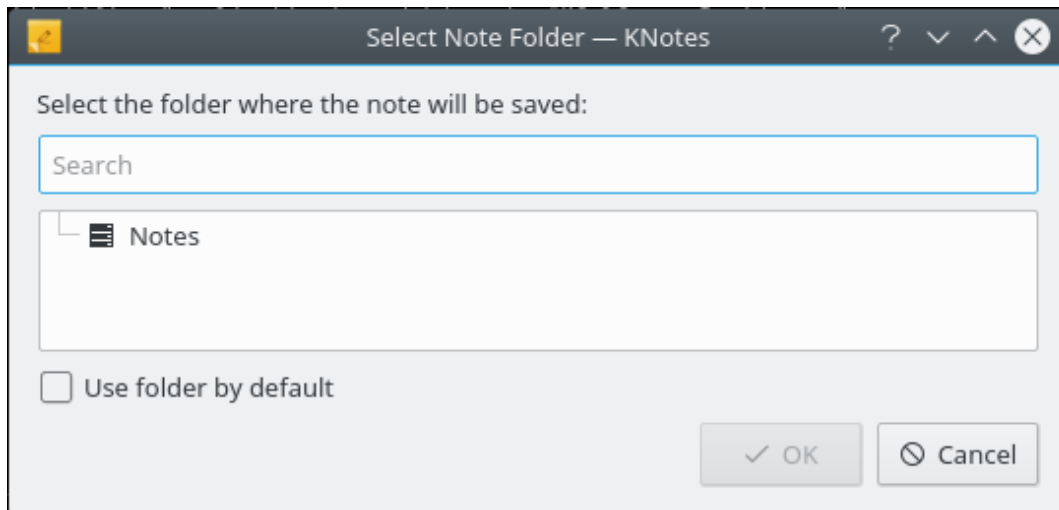 Select Note Folder — KNotes
Select the folder where the note will be saved:
Search
Notes
Use folder by default
OK
Cancel